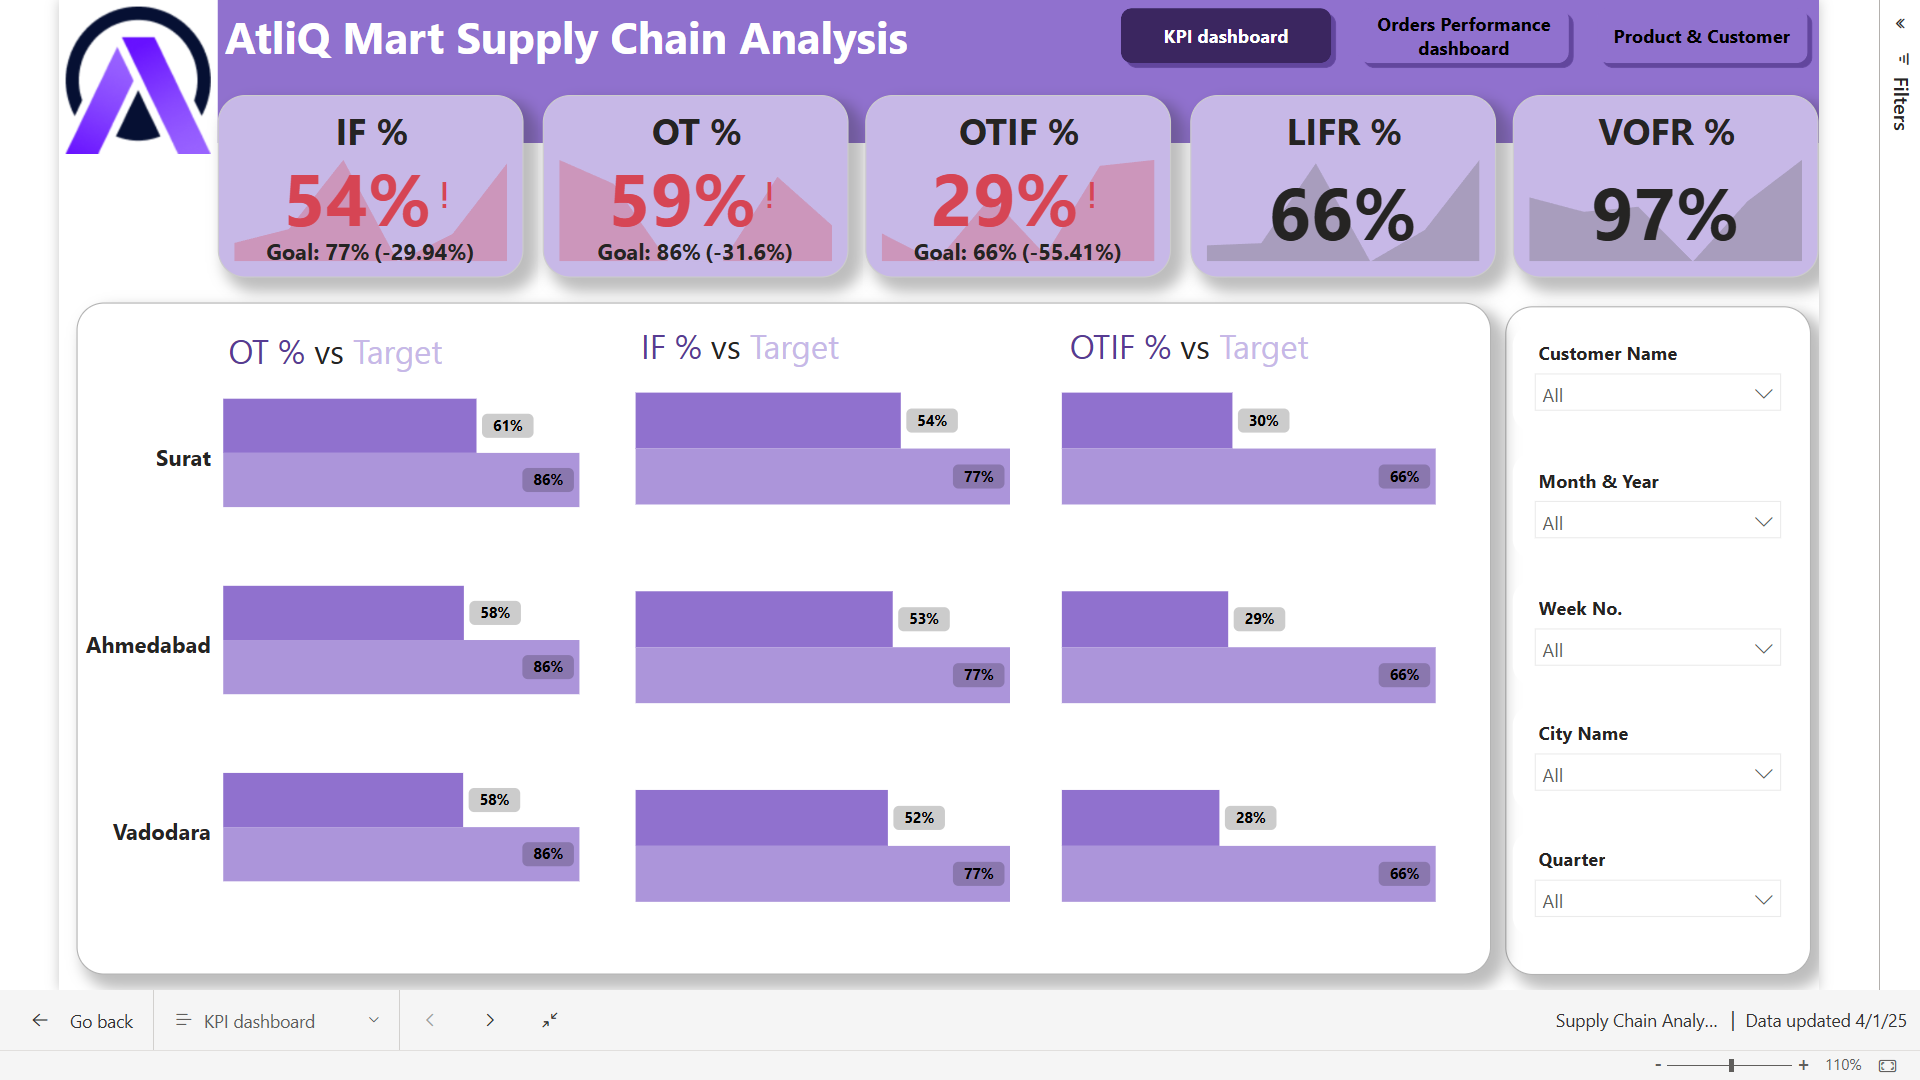 AtliQ Mart Supply Chain Analysis
KPI dashboard
Orders Performance
dashboard
Product & Customer
«
Filters
IF %
54%!
Goal: 77% (-29.94%)
OT %
59%!
Goal: 86% (-31.6%)
OTIF %
29%!
Goal: 66% (-55.41%)
LIFR %
66%
VOFR %
97%
OT % vs Target
IF % vs Target
OTIF % vs Target
Surat
61%
86%
54%
77%
30%
66%
Ahmedabad
58%
86%
53%
77%
29%
66%
Vadodara
58%
86%
52%
77%
28%
66%
Customer Name
All
Month & Year
All
Week No.
All
City Name
All
Quarter
All
Go back
KPI dashboard
Supply Chain Analy... | Data updated 4/1/25
- + 110%